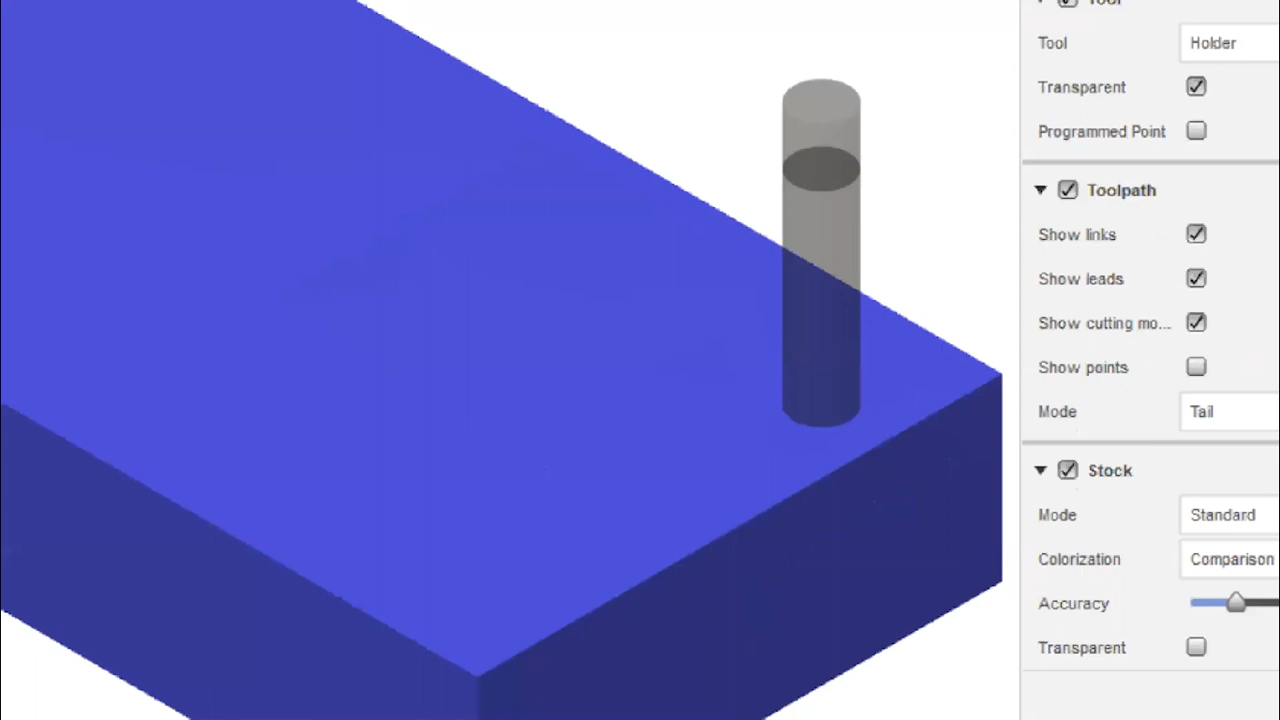 Tool
Tool Holder
Transparent
Programmed Point
Toolpath
Show links
Show leads
Show cutting mo...
Show points
Mode Tail
Stock
Mode Standard
Colorization Comparison
Accuracy
Transparent